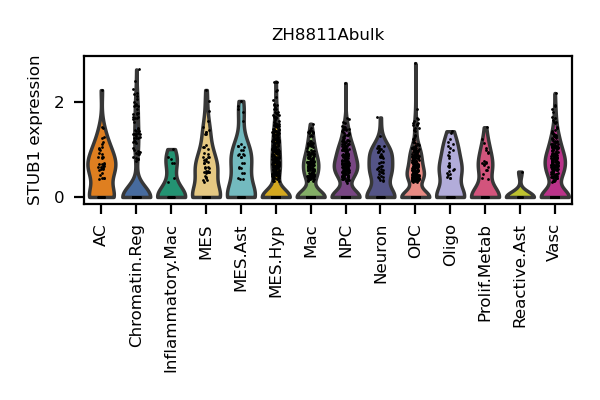 ZH8811Abulk
STUB1 expression
2
0
AC
Chromatin.Reg
Inflammatory.Mac
MES
MES.Ast
MES.Hyp
Mac
NPC
Neuron
OPC
Oligo
Prolif.Metab
Reactive.Ast
Vasc